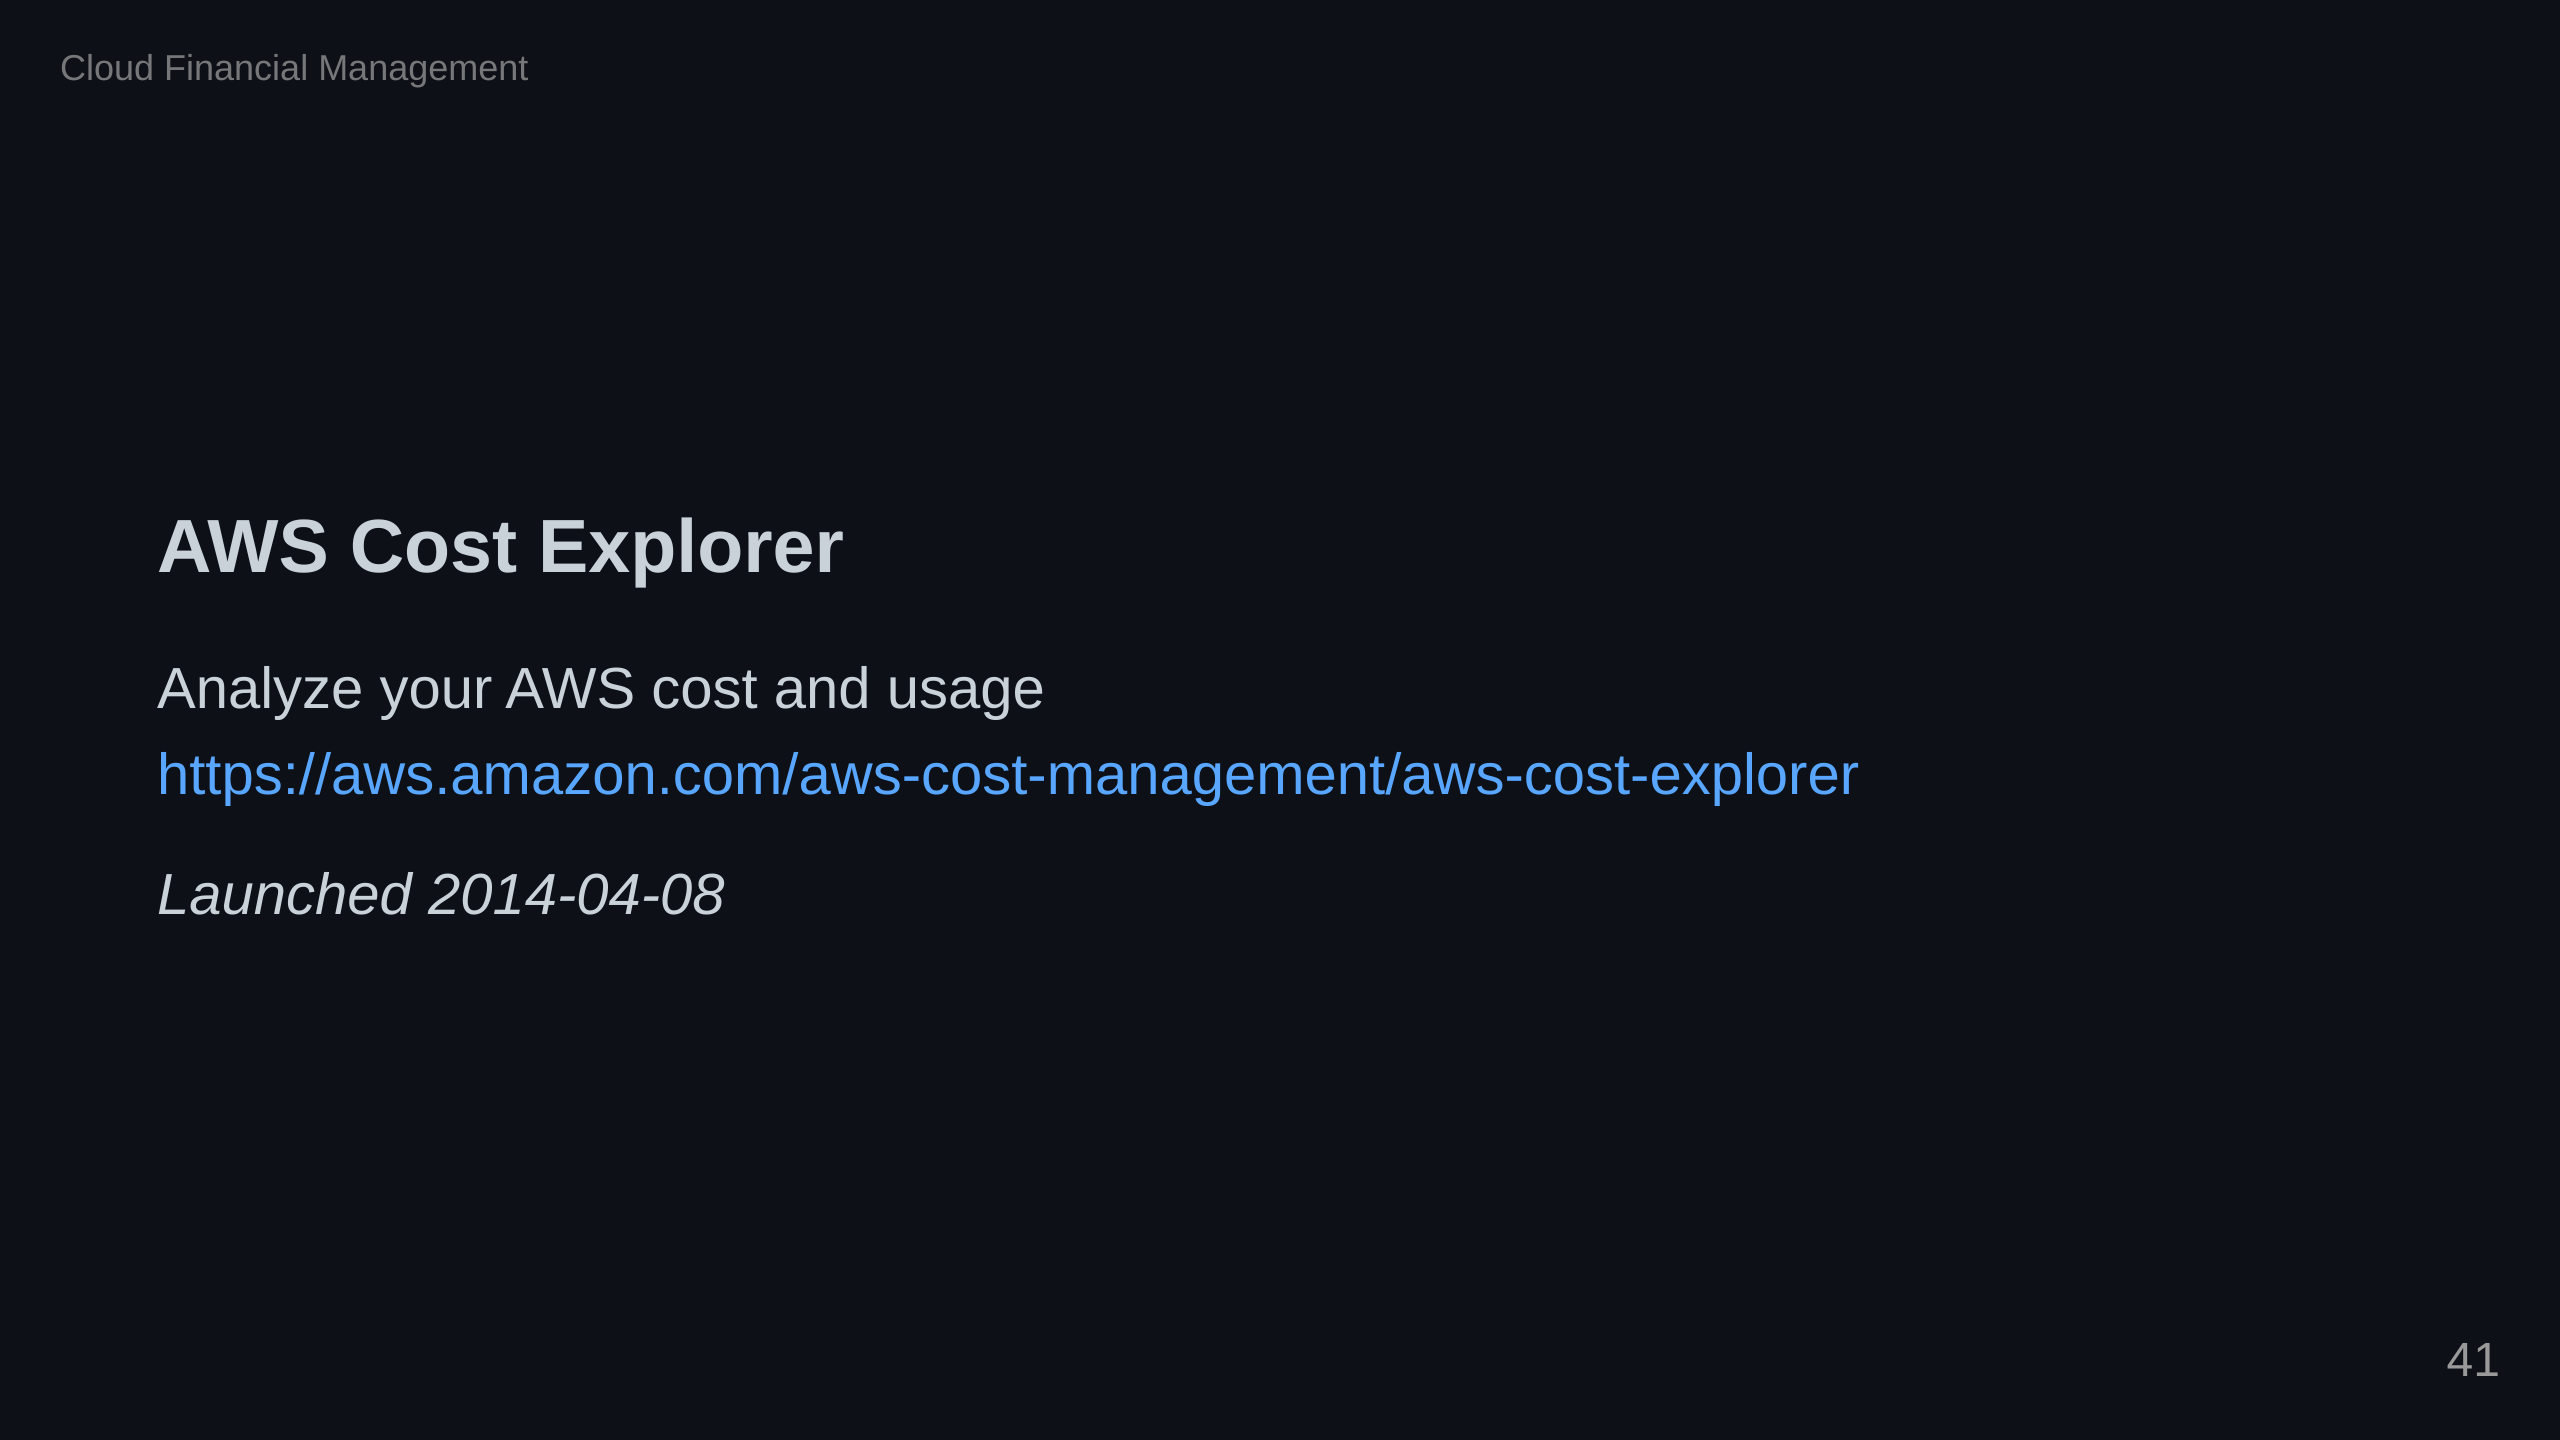 Cloud Financial Management
AWS Cost Explorer
Analyze your AWS cost and usage
https://aws.amazon.com/aws-cost-management/aws-cost-explorer
Launched 2014-04-08
41